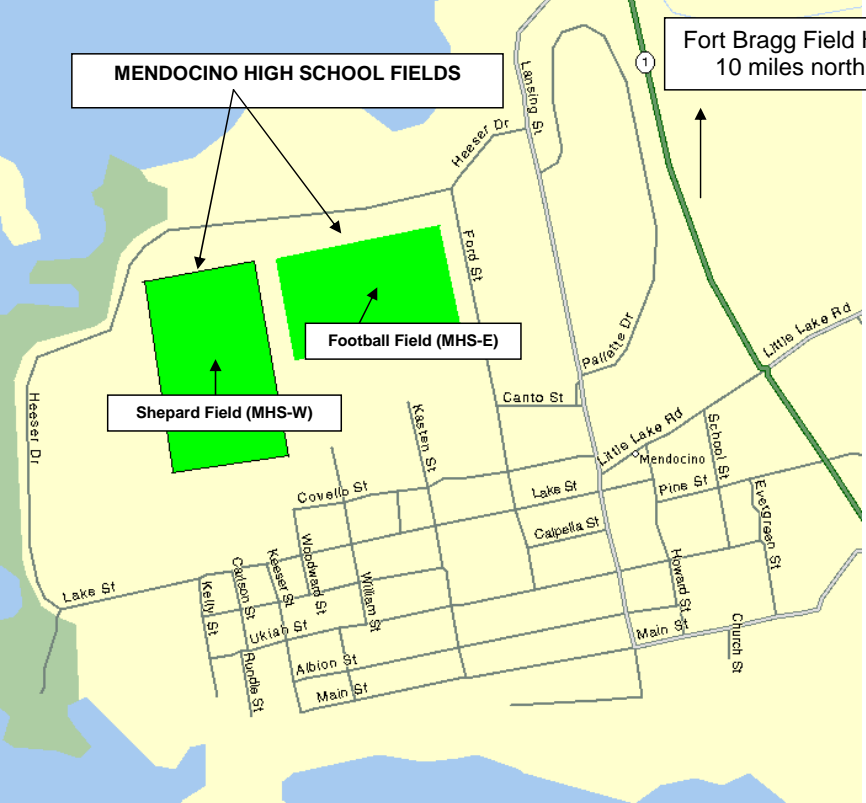 Fort Bragg Field
10 miles north
1
MENDOCINO HIGH SCHOOL FIELDS
Lansing St
Heeser Dr
Ford St
Football Field (MHS-E)
Little Lake Rd
Pallette Dr
Shepard Field (MHS-W)
Heeser Dr
Canto St
Kasten St
Little Lake Rd
School St
Mendocino
Covello St
Lake St
Pine St
Evergreen St
Calpella St
Woodward St
Lake St
Kelly St
Carlson St
Keeser St
William St
Howard St
Ukiah St
Main St
Church St
Rundle St
Albion St
Main St